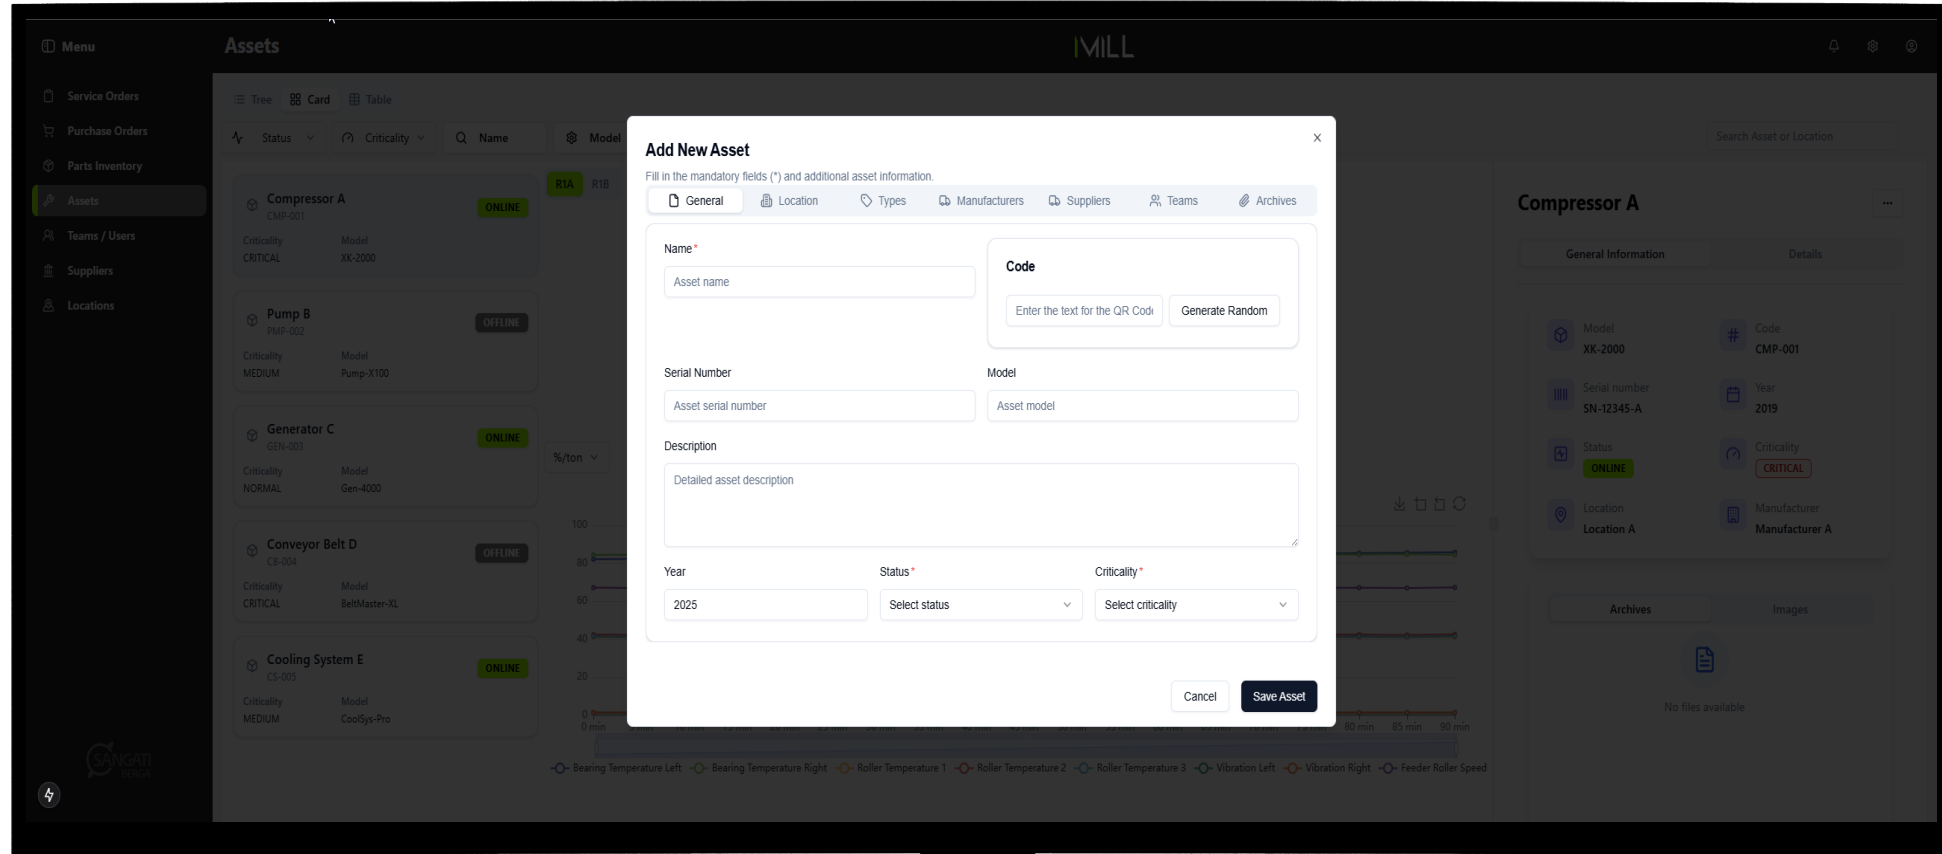 Menu
Assets
MILL
Service Orders
Purchase Orders
Parts Inventory
Assets
Teams / Users
Suppliers
Locations
SANGATI
BERGA
Tree Card Table
Status Criticality Name Model
Search Asset or Location
Compressor A
CMP-001
ONLINE
Criticality Model
CRITICAL XK-2000
Pump B
PMP-002
OFFLINE
Criticality Model
MEDIUM Pump-X100
Generator C
GEN-003
ONLINE
Criticality Model
NORMAL Gen-4000
Conveyor Belt D
CB-004
OFFLINE
Criticality Model
CRITICAL BeltMaster-XL
Cooling System E
CS-005
ONLINE
Criticality Model
MEDIUM CoolSys-Pro
R1A R1B
%/ton
100
80
60
40
20
0
0 min
80 min 85 min 90 min
Bearing Temperature Left Bearing Temperature Right Roller Temperature 1 Roller Temperature 2 Roller Temperature 3 Vibration Left Vibration Right Feeder Roller Speed
Add New Asset
X
Fill in the mandatory fields (*) and additional asset information.
General Location Types Manufacturers Suppliers Teams Archives
Name*
Asset name
Code
Enter the text for the QR Code
Generate Random
Serial Number Model
Asset serial number Asset model
Description
Detailed asset description
Year Status* Criticality*
2025 Select status Select criticality
Cancel Save Asset
Compressor A
...
General Information Details
Model Code
XK-2000 CMP-001
Serial number Year
SN-12345-A 2019
Status Criticality
ONLINE CRITICAL
Location Manufacturer
Location A Manufacturer A
Archives Images
No files available